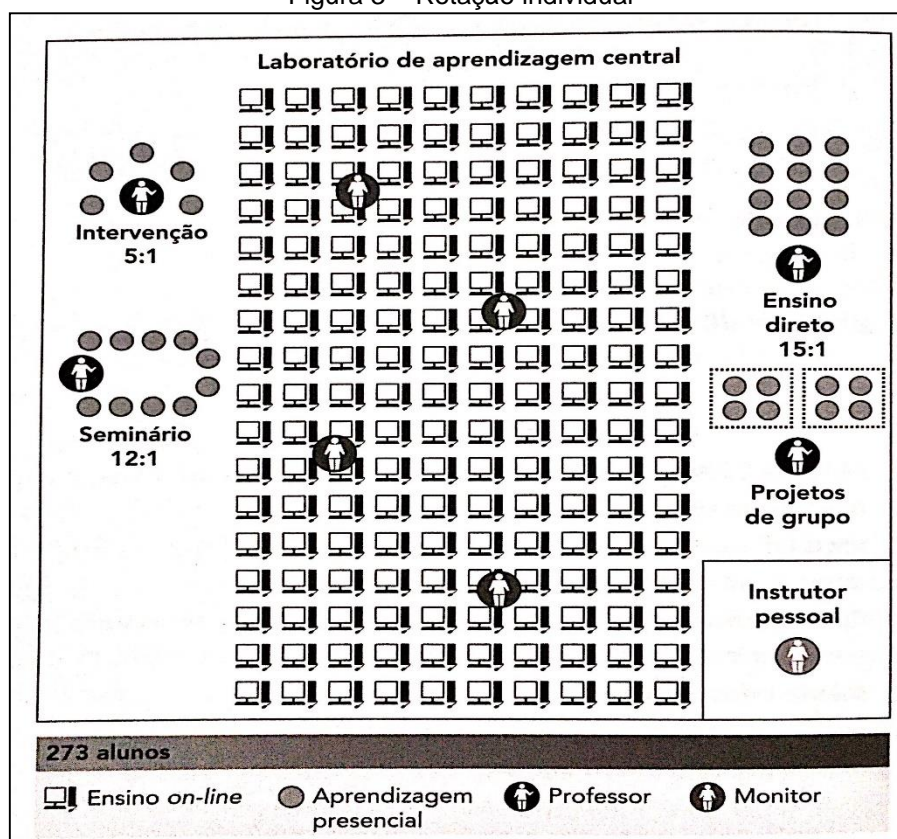 Laboratório de aprendizagem central
Intervenção
5:1
Seminário
12:1
Ensino
direto
15:1
Projetos
de grupo
Instrutor
pessoal
273 alunos
Ensino on-line
Aprendizagem
presencial
Professor
Monitor